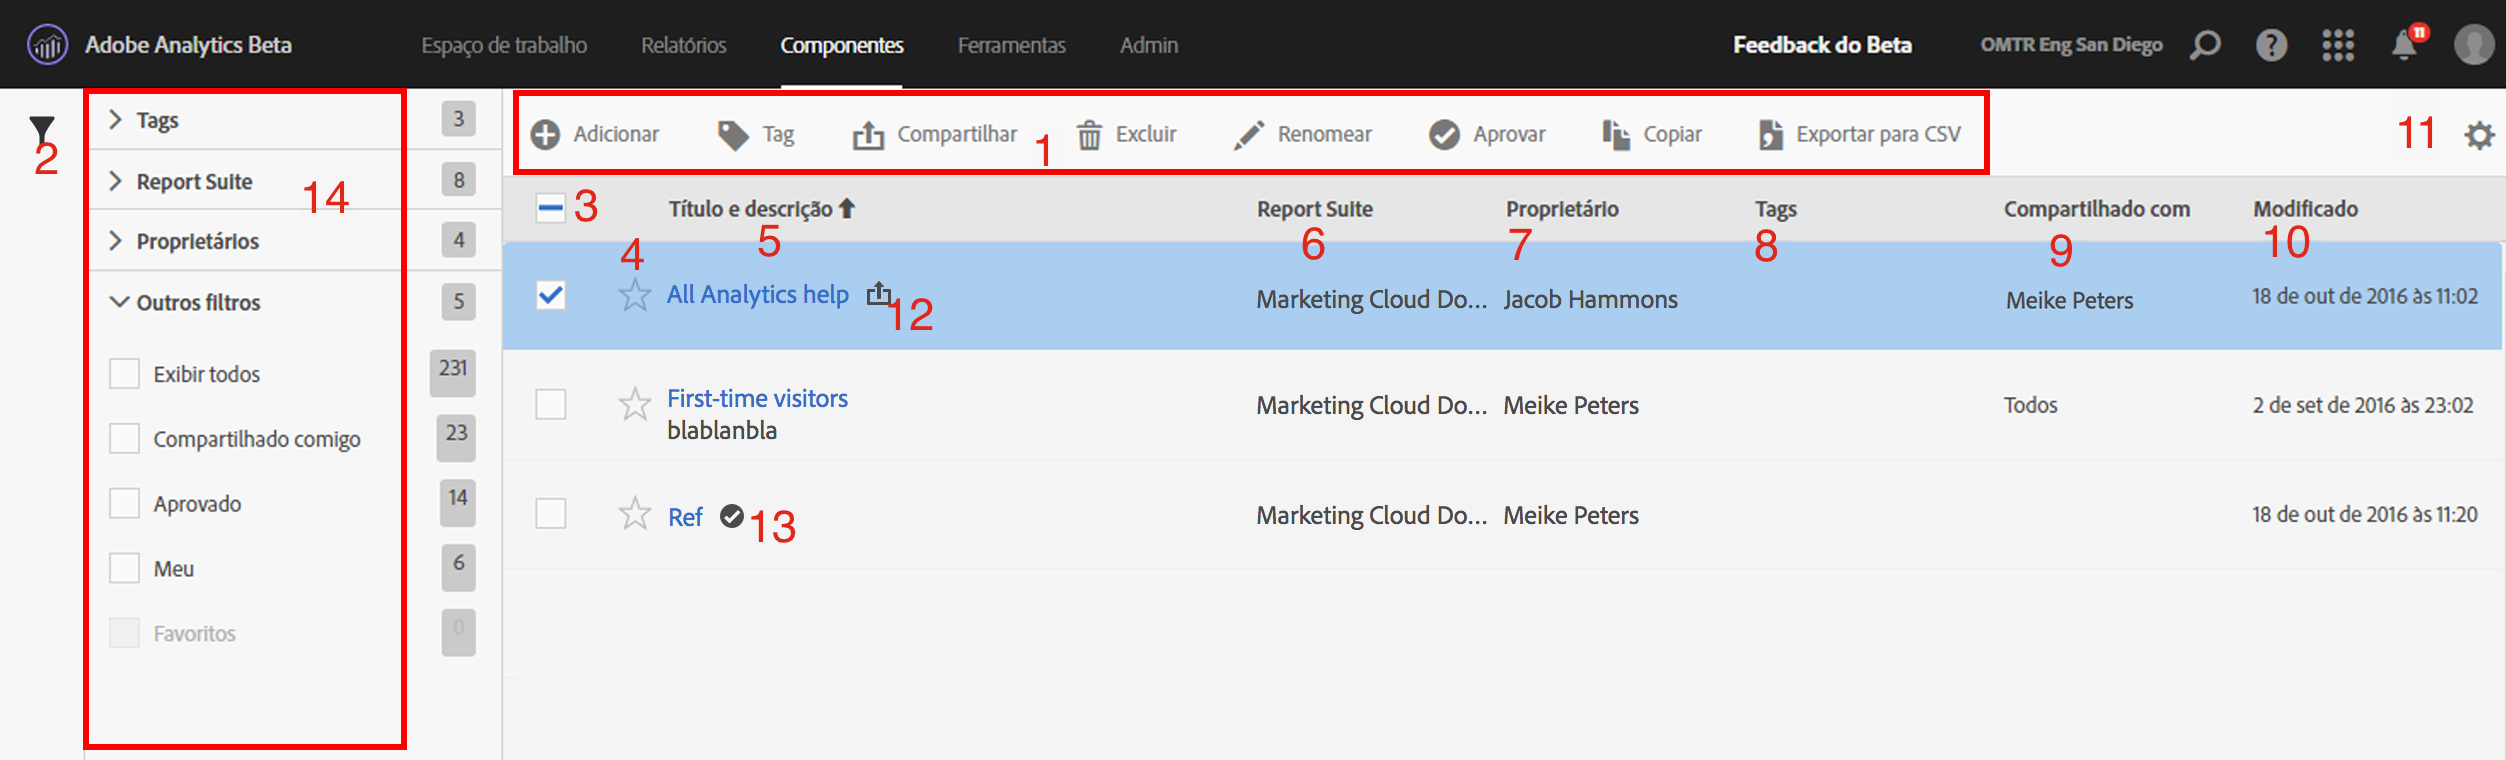 Adobe Analytics Beta Espaço de trabalho Relatórios Componentes Ferramentas Admin Feedback do Beta OMTR Eng San Diego 11
2
Tags 3
Report Suite 8
14
Proprietários 4
Outros filtros 5
Exibir todos 231
Compartilhado comigo 23
Aprovado 14
Meu 6
Favoritos 0
Adicionar Tag Compartilhar 1 Excluir Renomear Aprovar Copiar Exportar para CSV 11
3 Título e descrição Report Suite Proprietário Tags Compartilhado com Modificado
4 5 6 7 8 9 10
All Analytics help 12 Marketing Cloud Do... Jacob Hammons Meike Peters 18 de out de 2016 às 11:02
First-time visitors Marketing Cloud Do... Meike Peters Todos 2 de set de 2016 às 23:02
blablanbla
Ref 13 Marketing Cloud Do... Meike Peters 18 de out de 2016 às 11:20